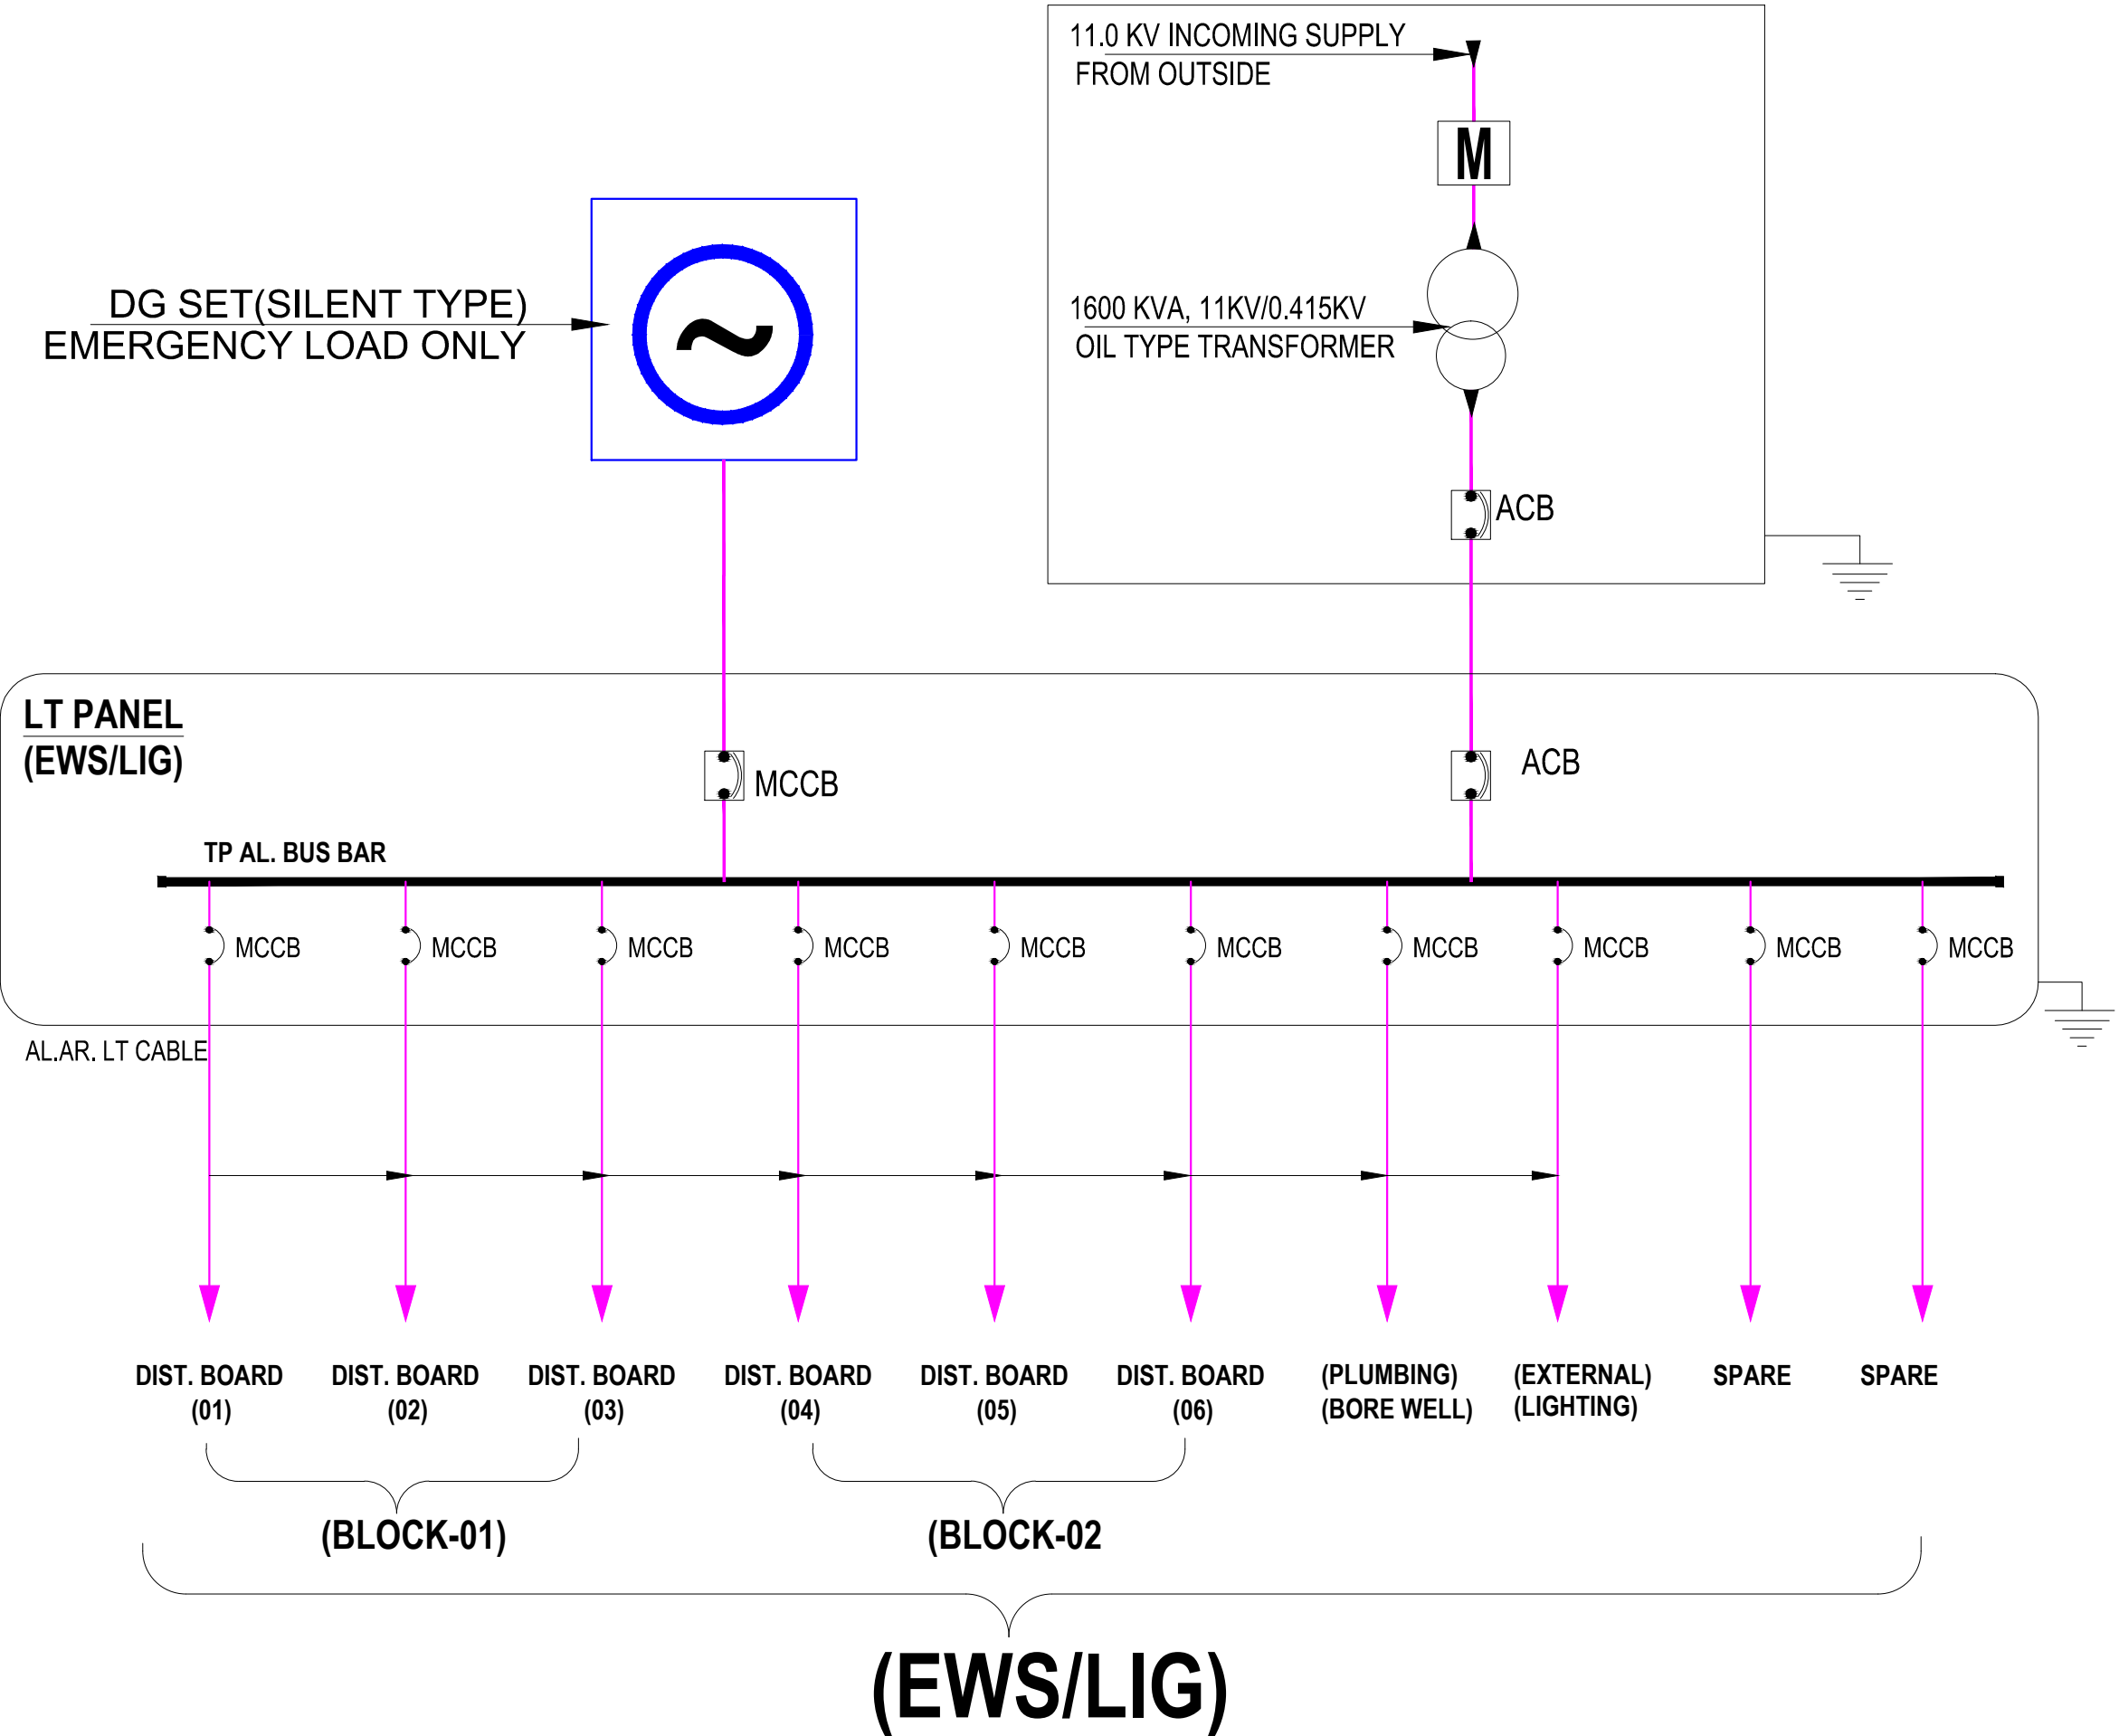 11.0 KV INCOMING SUPPLY
FROM OUTSIDE
M
DG SET(SILENT TYPE)
EMERGENCY LOAD ONLY
~
1600 KVA, 11KV/0.415KV
OIL TYPE TRANSFORMER
ACB
LT PANEL
(EWS/LIG)
MCCB
ACB
TP AL. BUS BAR
MCCB MCCB MCCB MCCB MCCB MCCB MCCB MCCB MCCB MCCB
AL.AR. LT CABLE
DIST. BOARD
(01)
DIST. BOARD
(02)
DIST. BOARD
(03)
DIST. BOARD
(04)
DIST. BOARD
(05)
DIST. BOARD
(06)
(PLUMBING)
(BORE WELL)
(EXTERNAL)
(LIGHTING)
SPARE
SPARE
(BLOCK-01)
(BLOCK-02
(EWS/LIG)